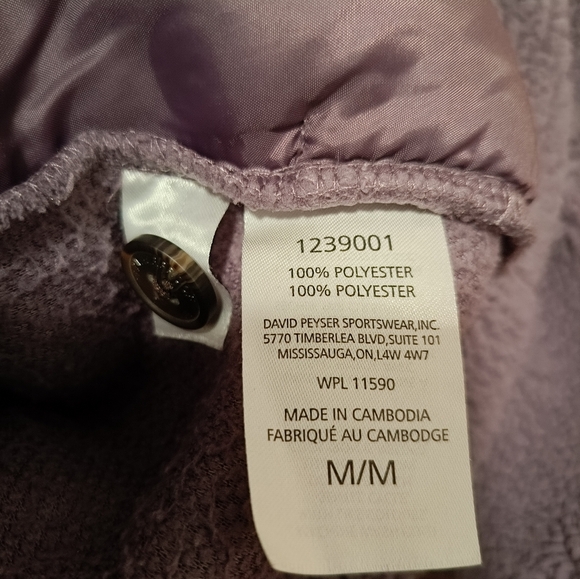 1239001
100% POLYESTER
100% POLYESTER
DAVID PEYSER SPORTSWEAR,INC.
5770 TIMBERLEA BLVD,SUITE 101
MISSISSAUGA,ON,L4W 4W7
WPL 11590
MADE IN CAMBODIA
FABRIQUÉ AU CAMBODGE
M/M